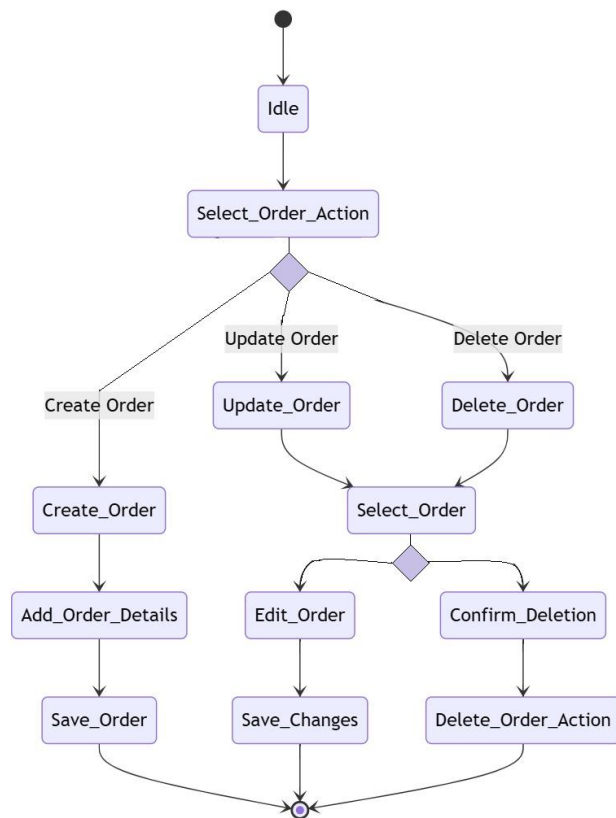 Idle
Select_Order_Action
Update Order
Delete Order
Create Order
Update_Order
Delete_Order
Create_Order
Select_Order
Add_Order_Details
Edit_Order
Confirm_Deletion
Save_Order
Save_Changes
Delete_Order_Action